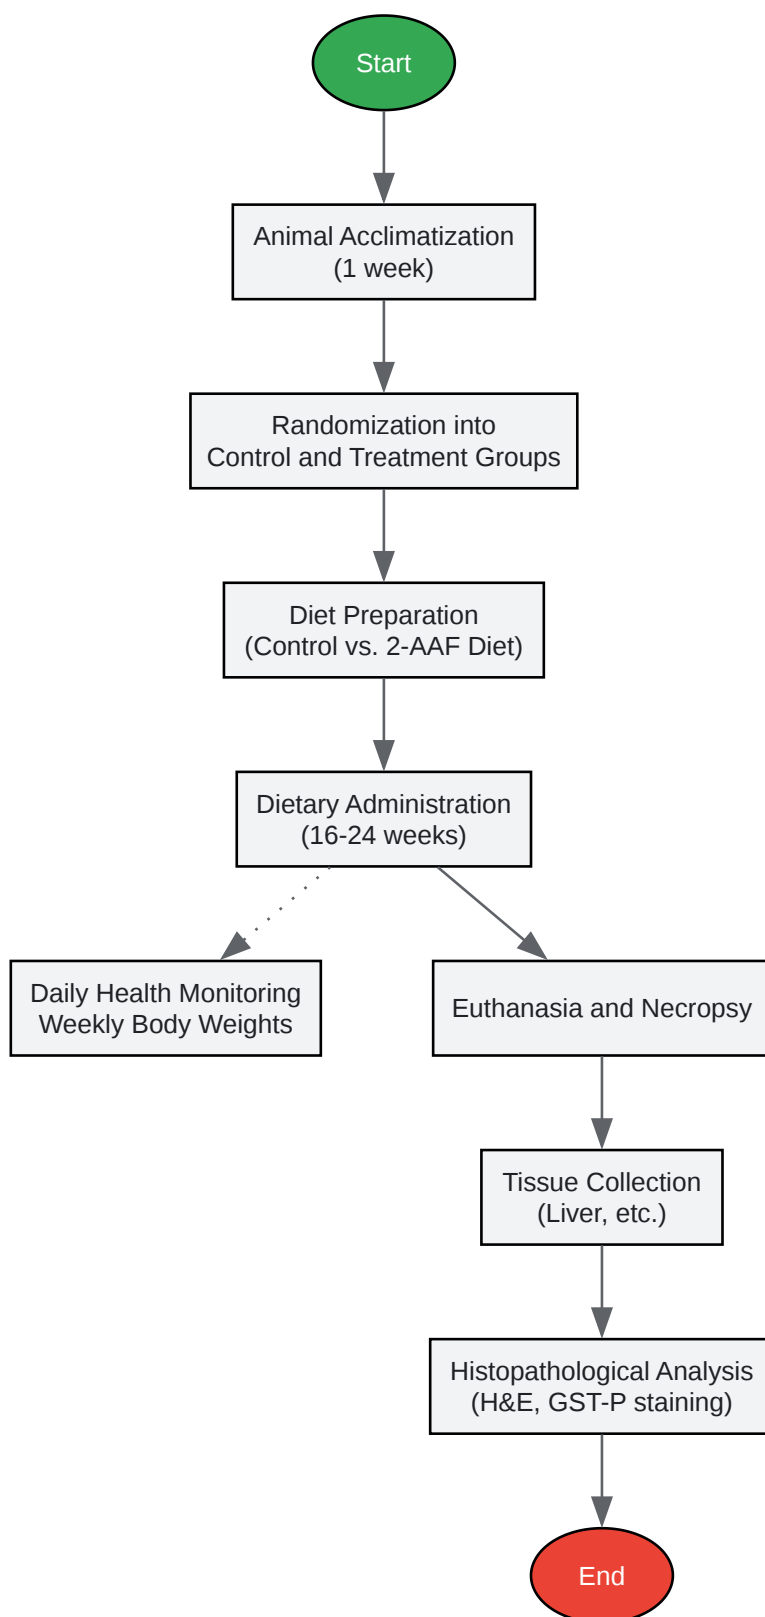 Start
Animal Acclimatization
(1 week)
Randomization into
Control and Treatment Groups
Diet Preparation
(Control vs. 2-AAF Diet)
Dietary Administration
(16-24 weeks)
Daily Health Monitoring
Weekly Body Weights
Euthanasia and Necropsy
Tissue Collection
(Liver, etc.)
Histopathological Analysis
(H&E, GST-P staining)
End